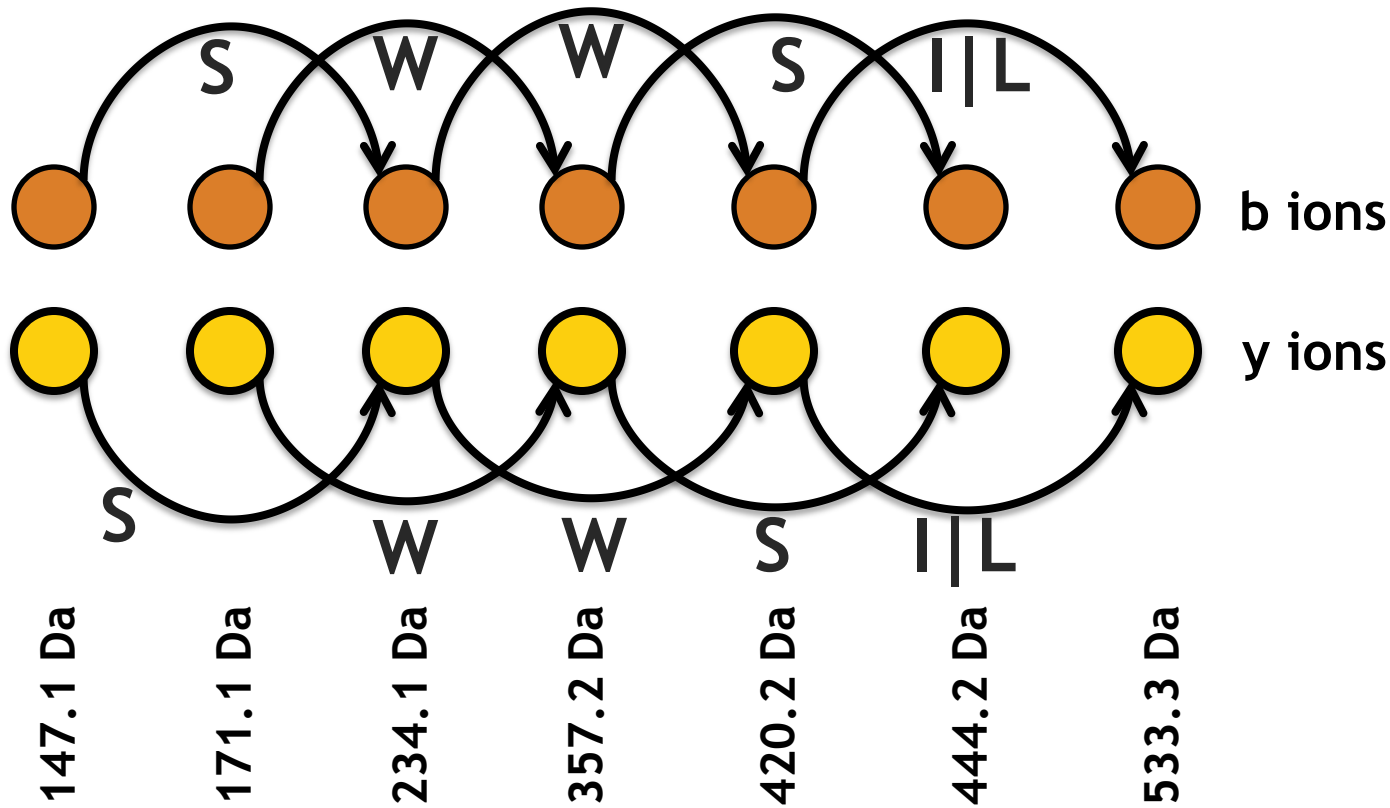 S W W S I|L
b ions
y ions
S W W S I|L
147.1 Da
171.1 Da
234.1 Da
357.2 Da
420.2 Da
444.2 Da
533.3 Da